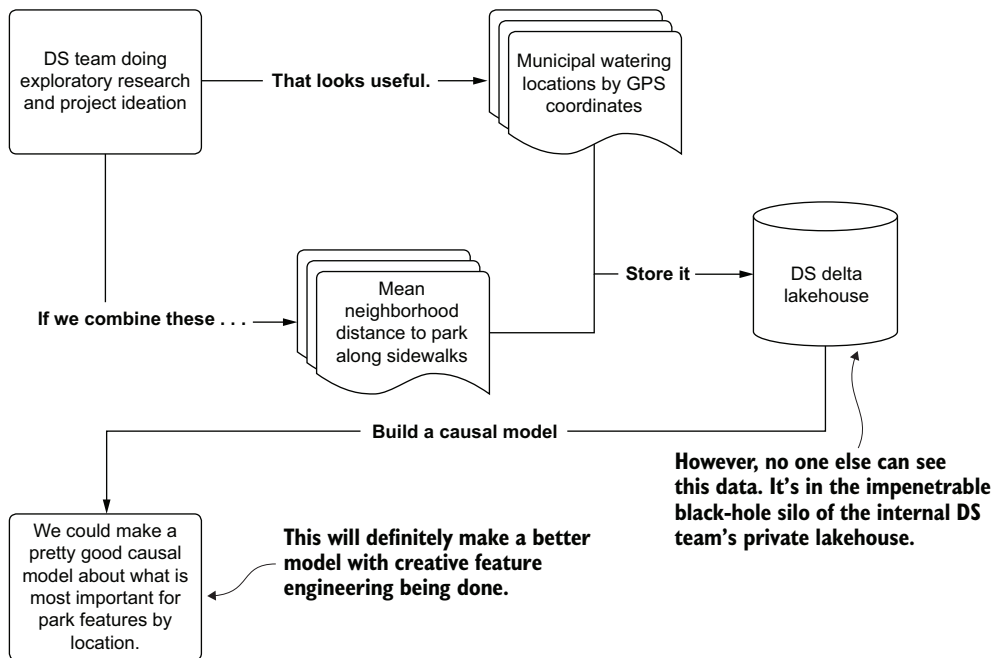 DS team doing
exploratory research
and project ideation
That looks useful.
Municipal watering
locations by GPS
coordinates
If we combine these . . .
Mean
neighborhood
distance to park
along sidewalks
Store it
DS delta
lakehouse
Build a causal model
However, no one else can see
this data. It's in the impenetrable
black-hole silo of the internal DS
team's private lakehouse.
We could make a
pretty good causal
model about what is
most important for
park features by
location.
This will definitely make a better
model with creative feature
engineering being done.